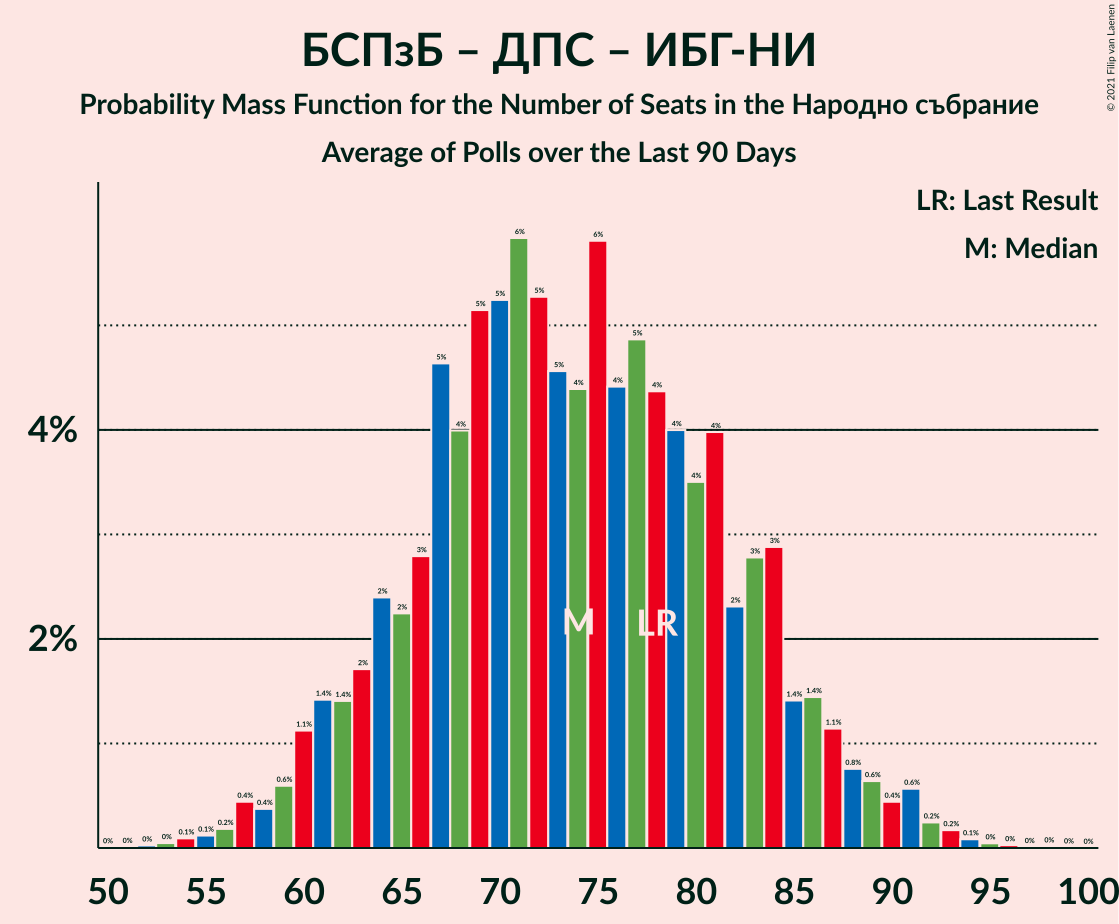 БСПзБ – ДПС – ИБГ-НИ
Probability Mass Function for the Number of Seats in the Народно събрание
Average of Polls over the Last 90 Days
© 2021 Filip van Laenen
LR: Last Result
M: Median
4%
2%
0% 0% 0% 0% 0.1% 0.1% 0.2% 0.4% 0.4% 0.6% 1.1% 1.4% 1.4% 2% 2% 2% 3% 5% 4% 5% 5% 6% 5% 5% 4% 6% 4% 5% 4% 4% 4% 4% 2% 3% 3% 1.4% 1.4% 1.1% 0.8% 0.6% 0.4% 0.6% 0.2% 0.2% 0.1% 0% 0% 0% 0% 0% 0%
M LR
50 55 60 65 70 75 80 85 90 95 100